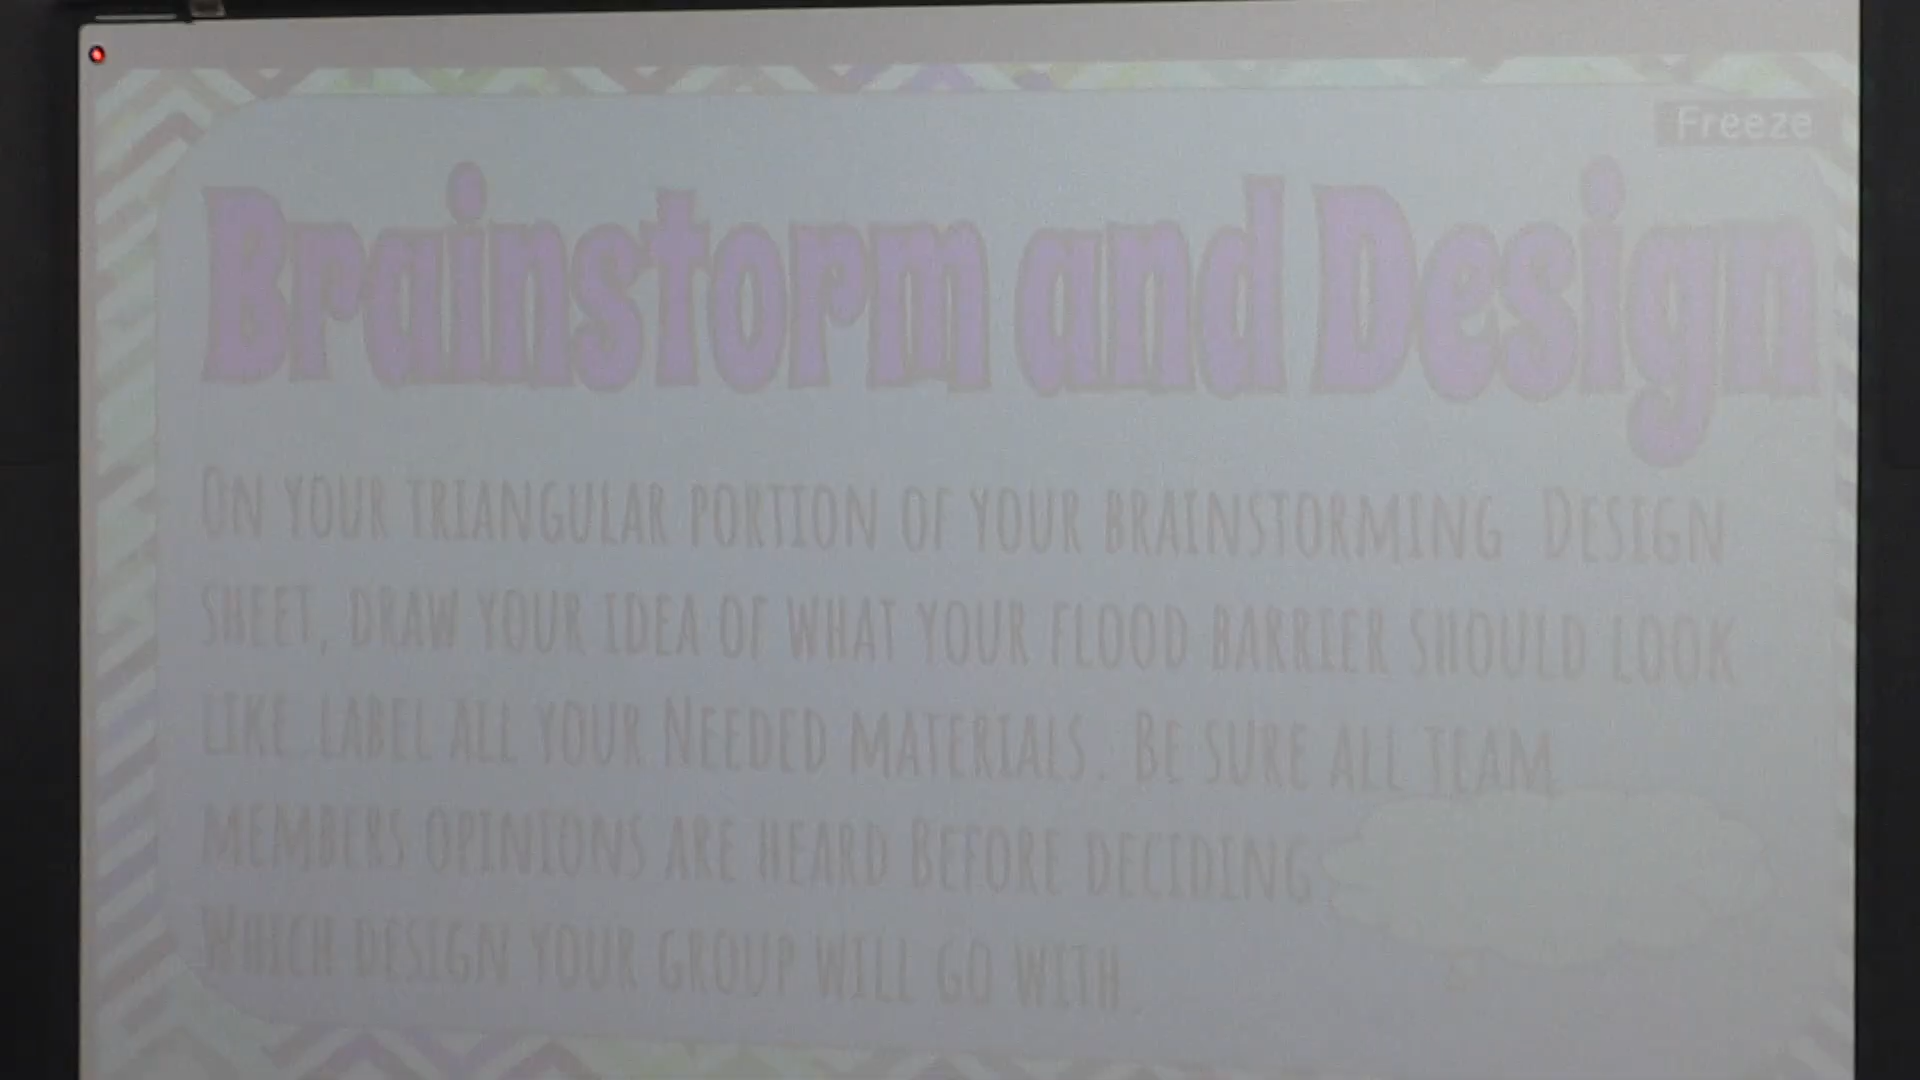 Freeze
Brainstorm and Design
ON YOUR TRIANGULAR PORTION OF YOUR BRAINSTORMING DESIGN
SHEET, DRAW YOUR IDEA OF WHAT YOUR FLOOD BARRIER SHOULD LOOK
LIKE. LABEL ALL YOUR NEEDED MATERIALS. BE SURE ALL TEAM
MEMBERS OPINIONS ARE HEARD BEFORE DECIDING
WHICH DESIGN YOUR GROUP WILL GO WITH.